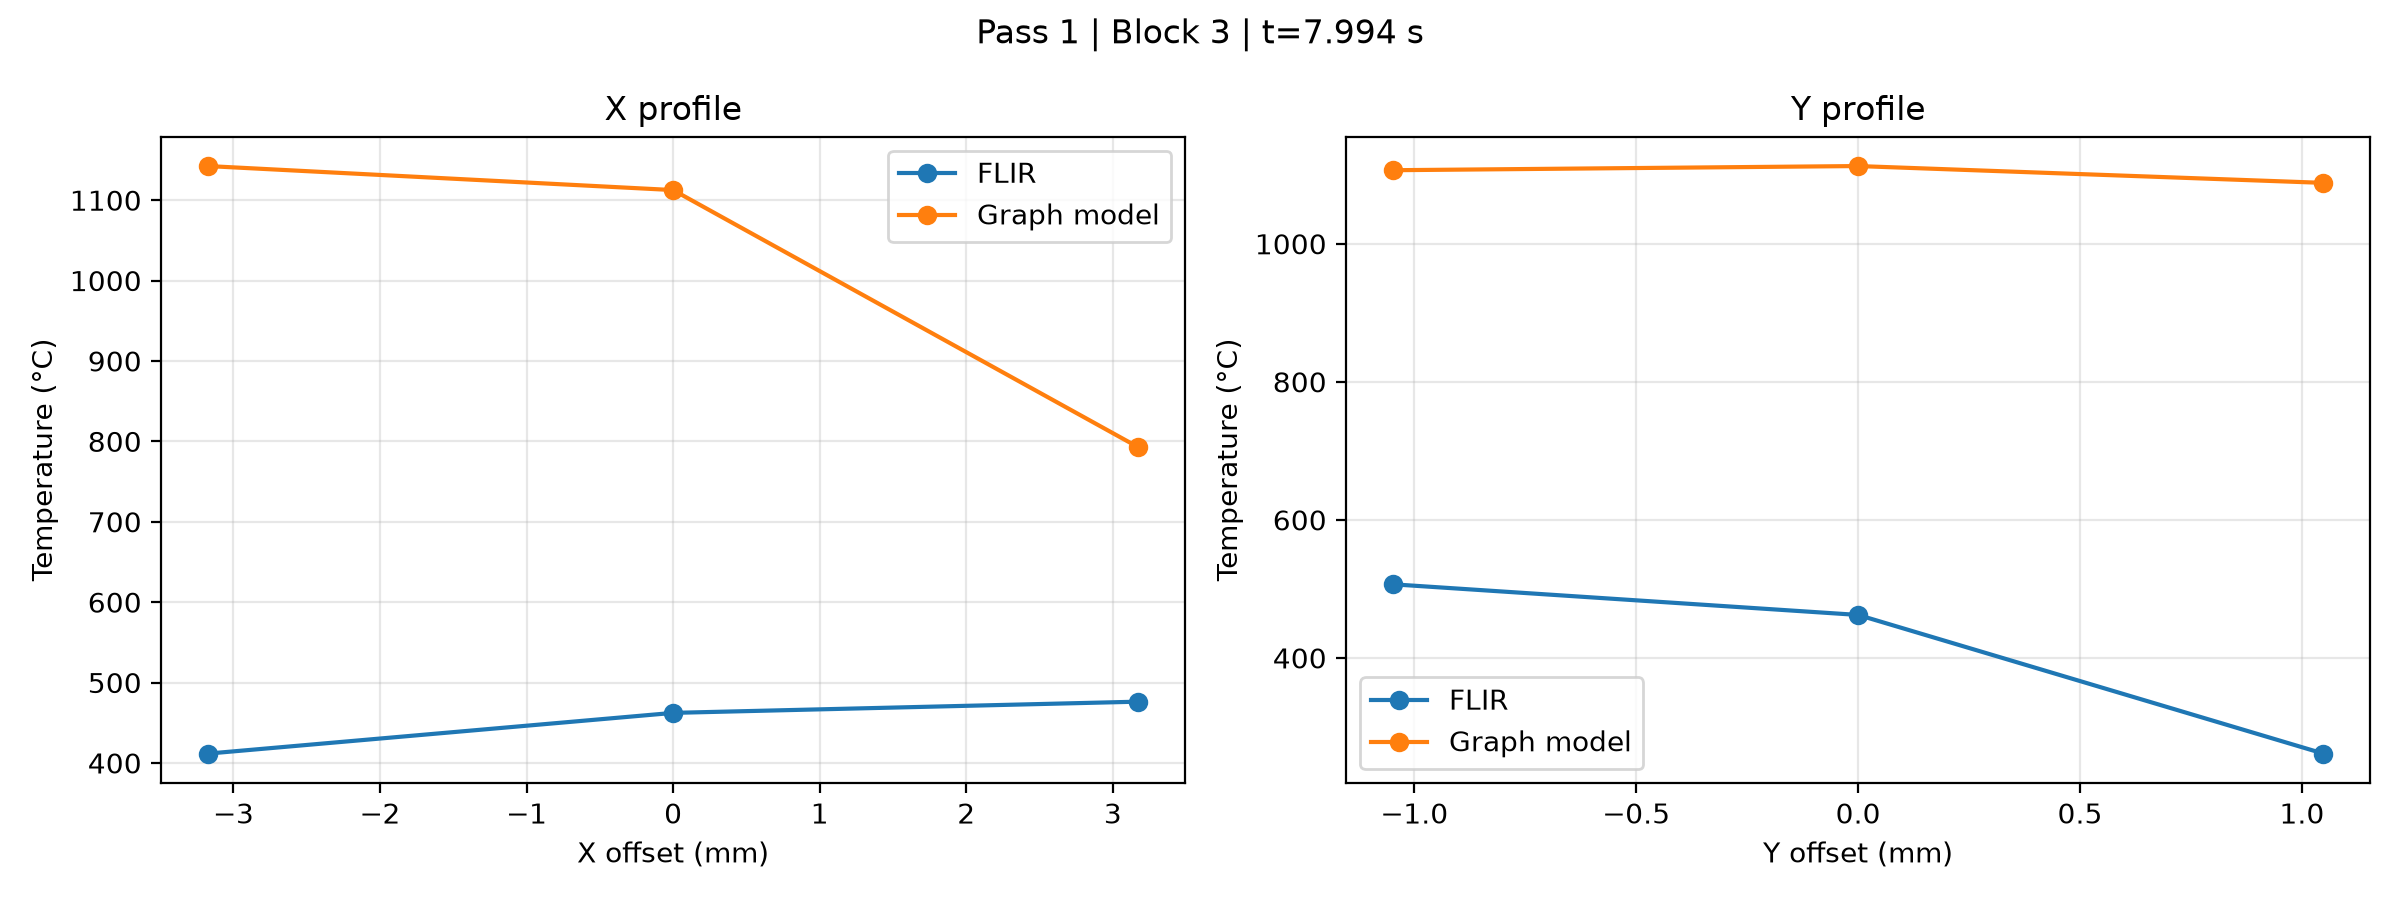 Pass 1 | Block 3 | t=7.994 s
X profile
Temperature (°C)
1100
1000
900
800
700
600
500
400
FLIR
Graph model
−3
−2
−1
0
1
2
3
X offset (mm)
Y profile
Temperature (°C)
1000
800
600
400
FLIR
Graph model
−1.0
−0.5
0.0
0.5
1.0
Y offset (mm)